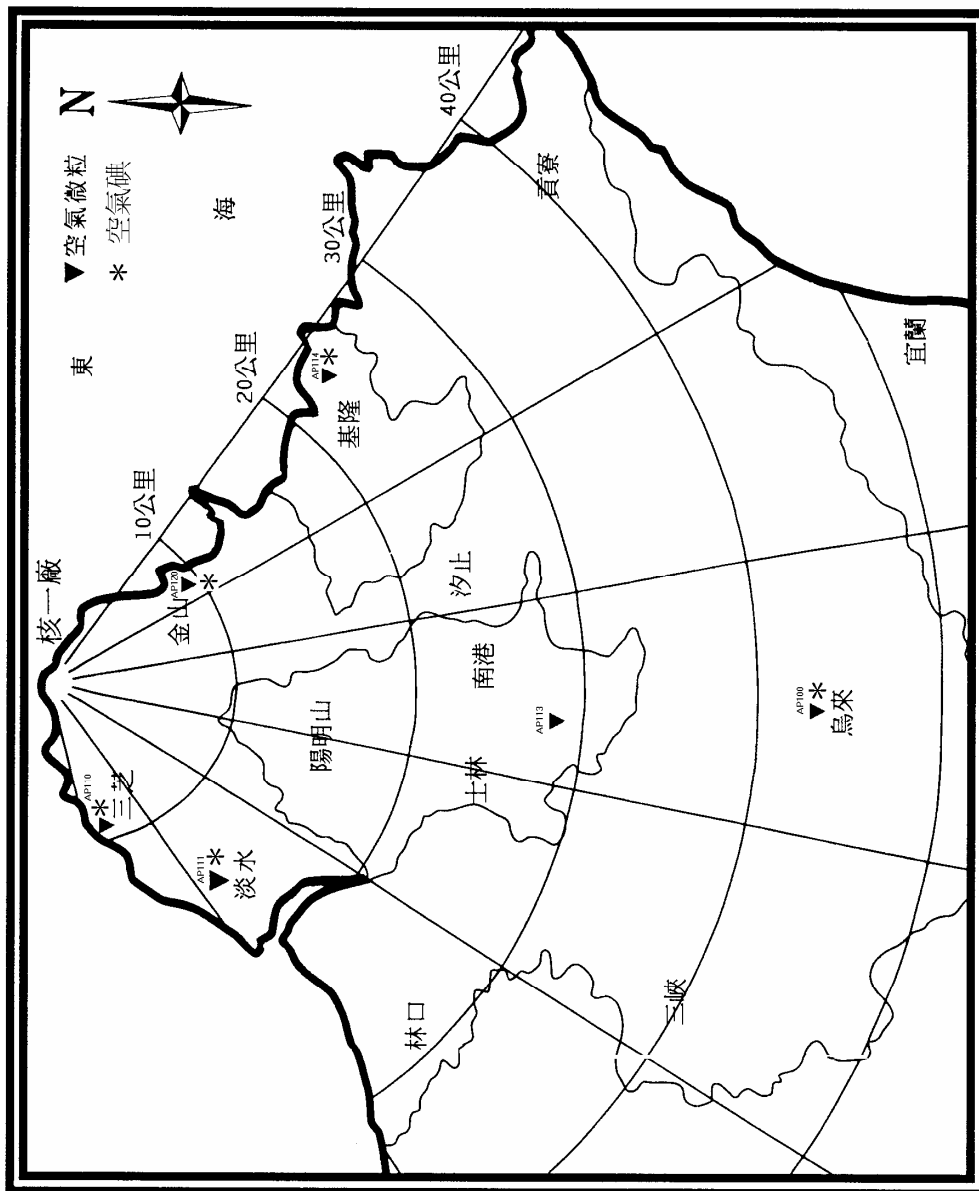 N
▼空氣微粒
* 空氣碘
東
海
核一廠
10公里
20公里
30公里
40公里
AP110
三芝
AP111
淡水
AP120
金山
AP114
基隆
陽明山
汐止
南港
士林
AP113
林口
貢寮
三峽
AP100
烏來
宜蘭